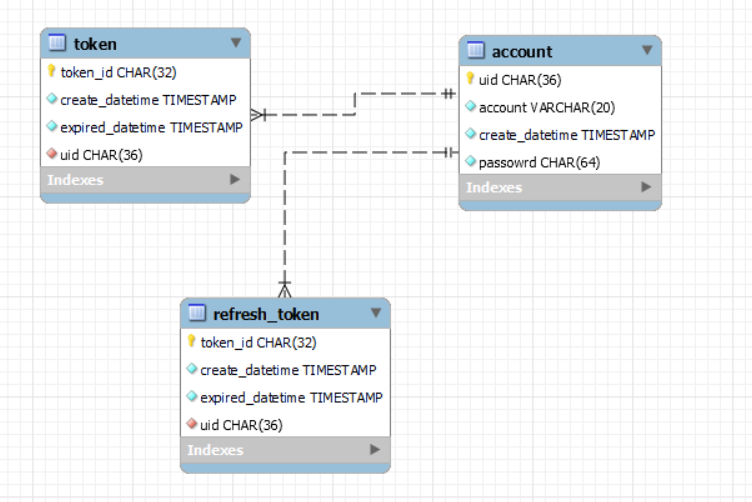 token
token_id CHAR(32)
create_datetime TIMESTAMP
expired_datetime TIMESTAMP
uid CHAR(36)
Indexes
account
uid CHAR(36)
account VARCHAR(20)
create_datetime TIMESTAMP
passowrd CHAR(64)
Indexes
refresh_token
token_id CHAR(32)
create_datetime TIMESTAMP
expired_datetime TIMESTAMP
uid CHAR(36)
Indexes